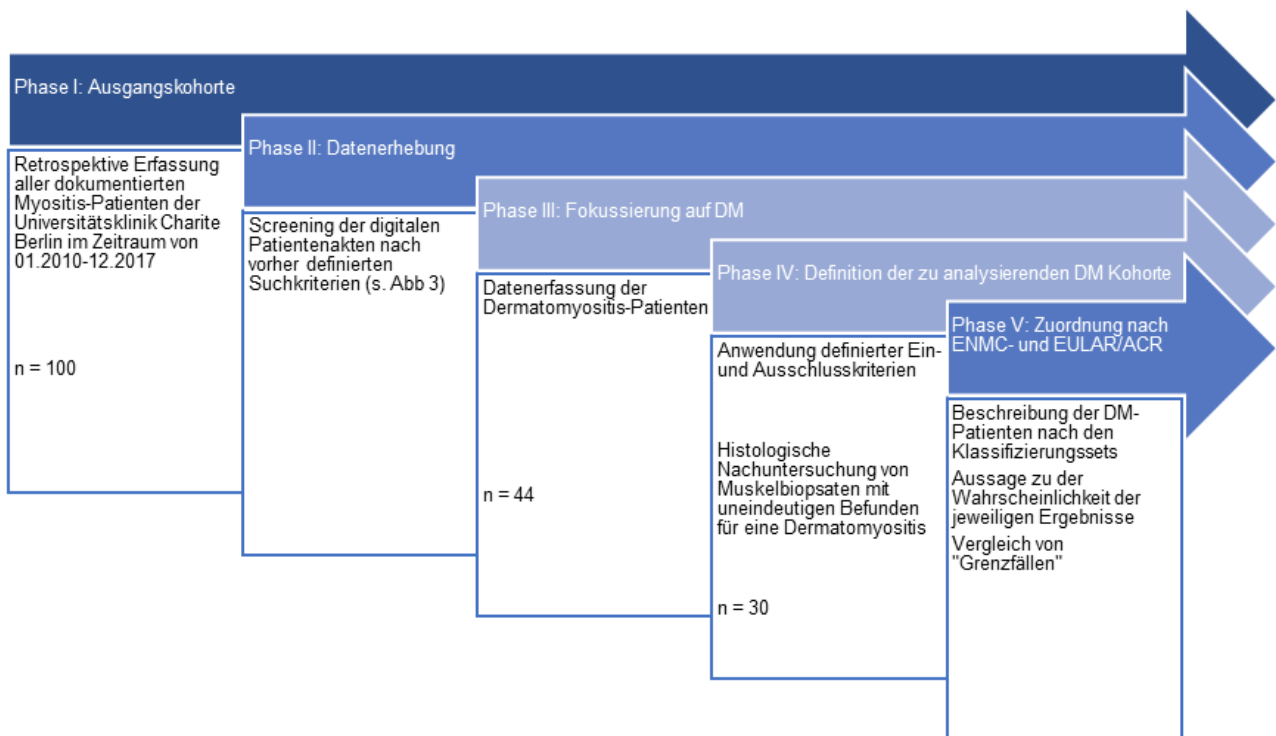 Phase I: Ausgangskohorte
Retrospektive Erfassung
aller dokumentierten
Myositis-Patienten der
Universitätsklinik Charite
Berlin im Zeitraum von
01.2010-12.2017
n = 100
Phase II: Datenerhebung
Screening der digitalen
Patientenakten nach
vorher definierten
Suchkriterien (s. Abb 3)
Phase III: Fokussierung auf DM
Datenerfassung der
Dermatomyositis-Patienten
n = 44
Phase IV: Definition der zu analysierenden DM Kohorte
Anwendung definierter Ein-
und Ausschlusskriterien
Histologische
Nachuntersuchung von
Muskelbiopsaten mit
uneindeutigen Befunden
für eine Dermatomyositis
n = 30
Phase V: Zuordnung nach
ENMC- und EULAR/ACR
Beschreibung der DM-
Patienten nach den
Klassifizierungssets
Aussage zu der
Wahrscheinlichkeit der
jeweiligen Ergebnisse
Vergleich von
"Grenzfällen"